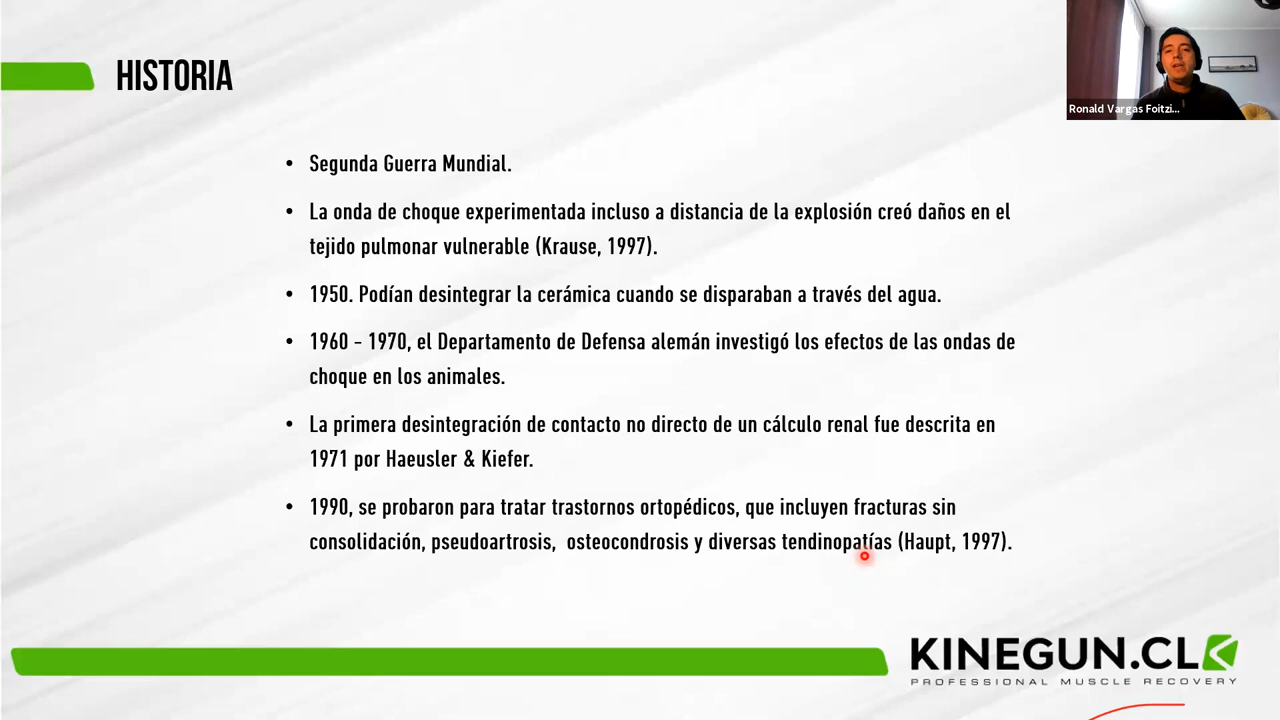 HISTORIA
Ronald Vargas Foitzi...
• Segunda Guerra Mundial.
• La onda de choque experimentada incluso a distancia de la explosión creó daños en el
tejido pulmonar vulnerable (Krause, 1997).
• 1950. Podían desintegrar la cerámica cuando se disparaban a través del agua.
• 1960 - 1970, el Departamento de Defensa alemán investigó los efectos de las ondas de
choque en los animales.
• La primera desintegración de contacto no directo de un cálculo renal fue descrita en
1971 por Haeusler & Kiefer.
• 1990, se probaron para tratar trastornos ortopédicos, que incluyen fracturas sin
consolidación, pseudoartrosis, osteocondrosis y diversas tendinopatías (Haupt, 1997).
KINEGUN.CL
PROFESSIONAL MUSCLE RECOVERY